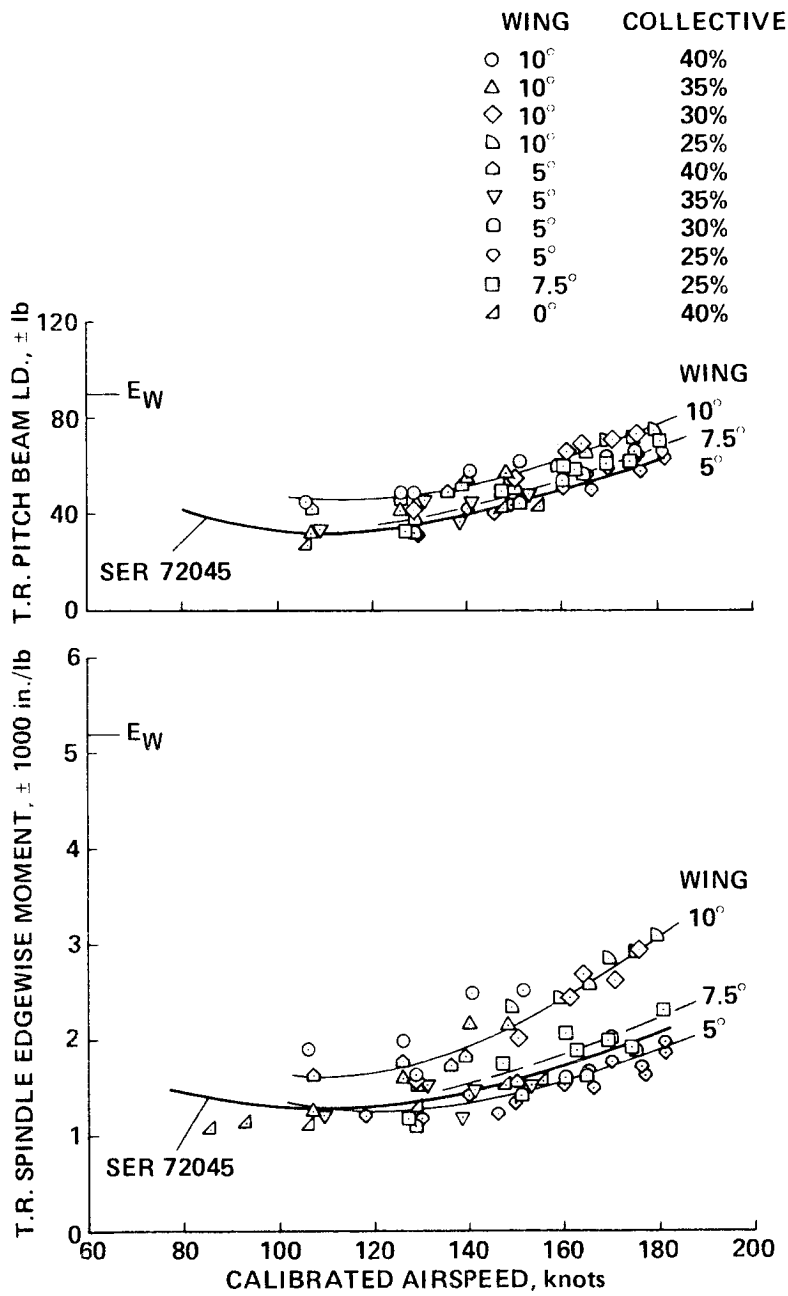 WING COLLECTIVE
10° 40%
10° 35%
10° 30%
10° 25%
5° 40%
5° 35%
5° 30%
5° 25%
7.5° 25%
0° 40%
T.R. PITCH BEAM LD., ± lb
120
80
40
0
EW
SER 72045
WING
10°
7.5°
5°
T.R. SPINDLE EDGEWISE MOMENT, ± 1000 in./lb
6
5
4
3
2
1
0
EW
SER 72045
WING
10°
7.5°
5°
60 80 100 120 140 160 180 200
CALIBRATED AIRSPEED, knots